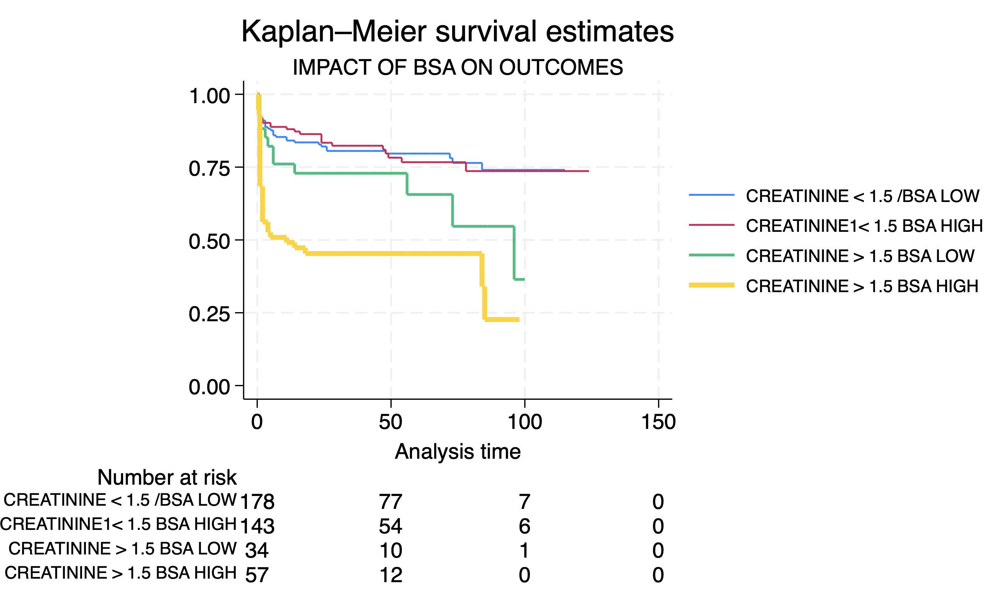 Kaplan–Meier survival estimates
IMPACT OF BSA ON OUTCOMES
1.00
0.75
0.50
0.25
0.00
0 50 100 150
Analysis time
CREATININE < 1.5 /BSA LOW
CREATININE1< 1.5 BSA HIGH
CREATININE > 1.5 BSA LOW
CREATININE > 1.5 BSA HIGH
Number at risk
CREATININE < 1.5 /BSA LOW 178 77 7 0
CREATININE1< 1.5 BSA HIGH 143 54 6 0
CREATININE > 1.5 BSA LOW 34 10 1 0
CREATININE > 1.5 BSA HIGH 57 12 0 0